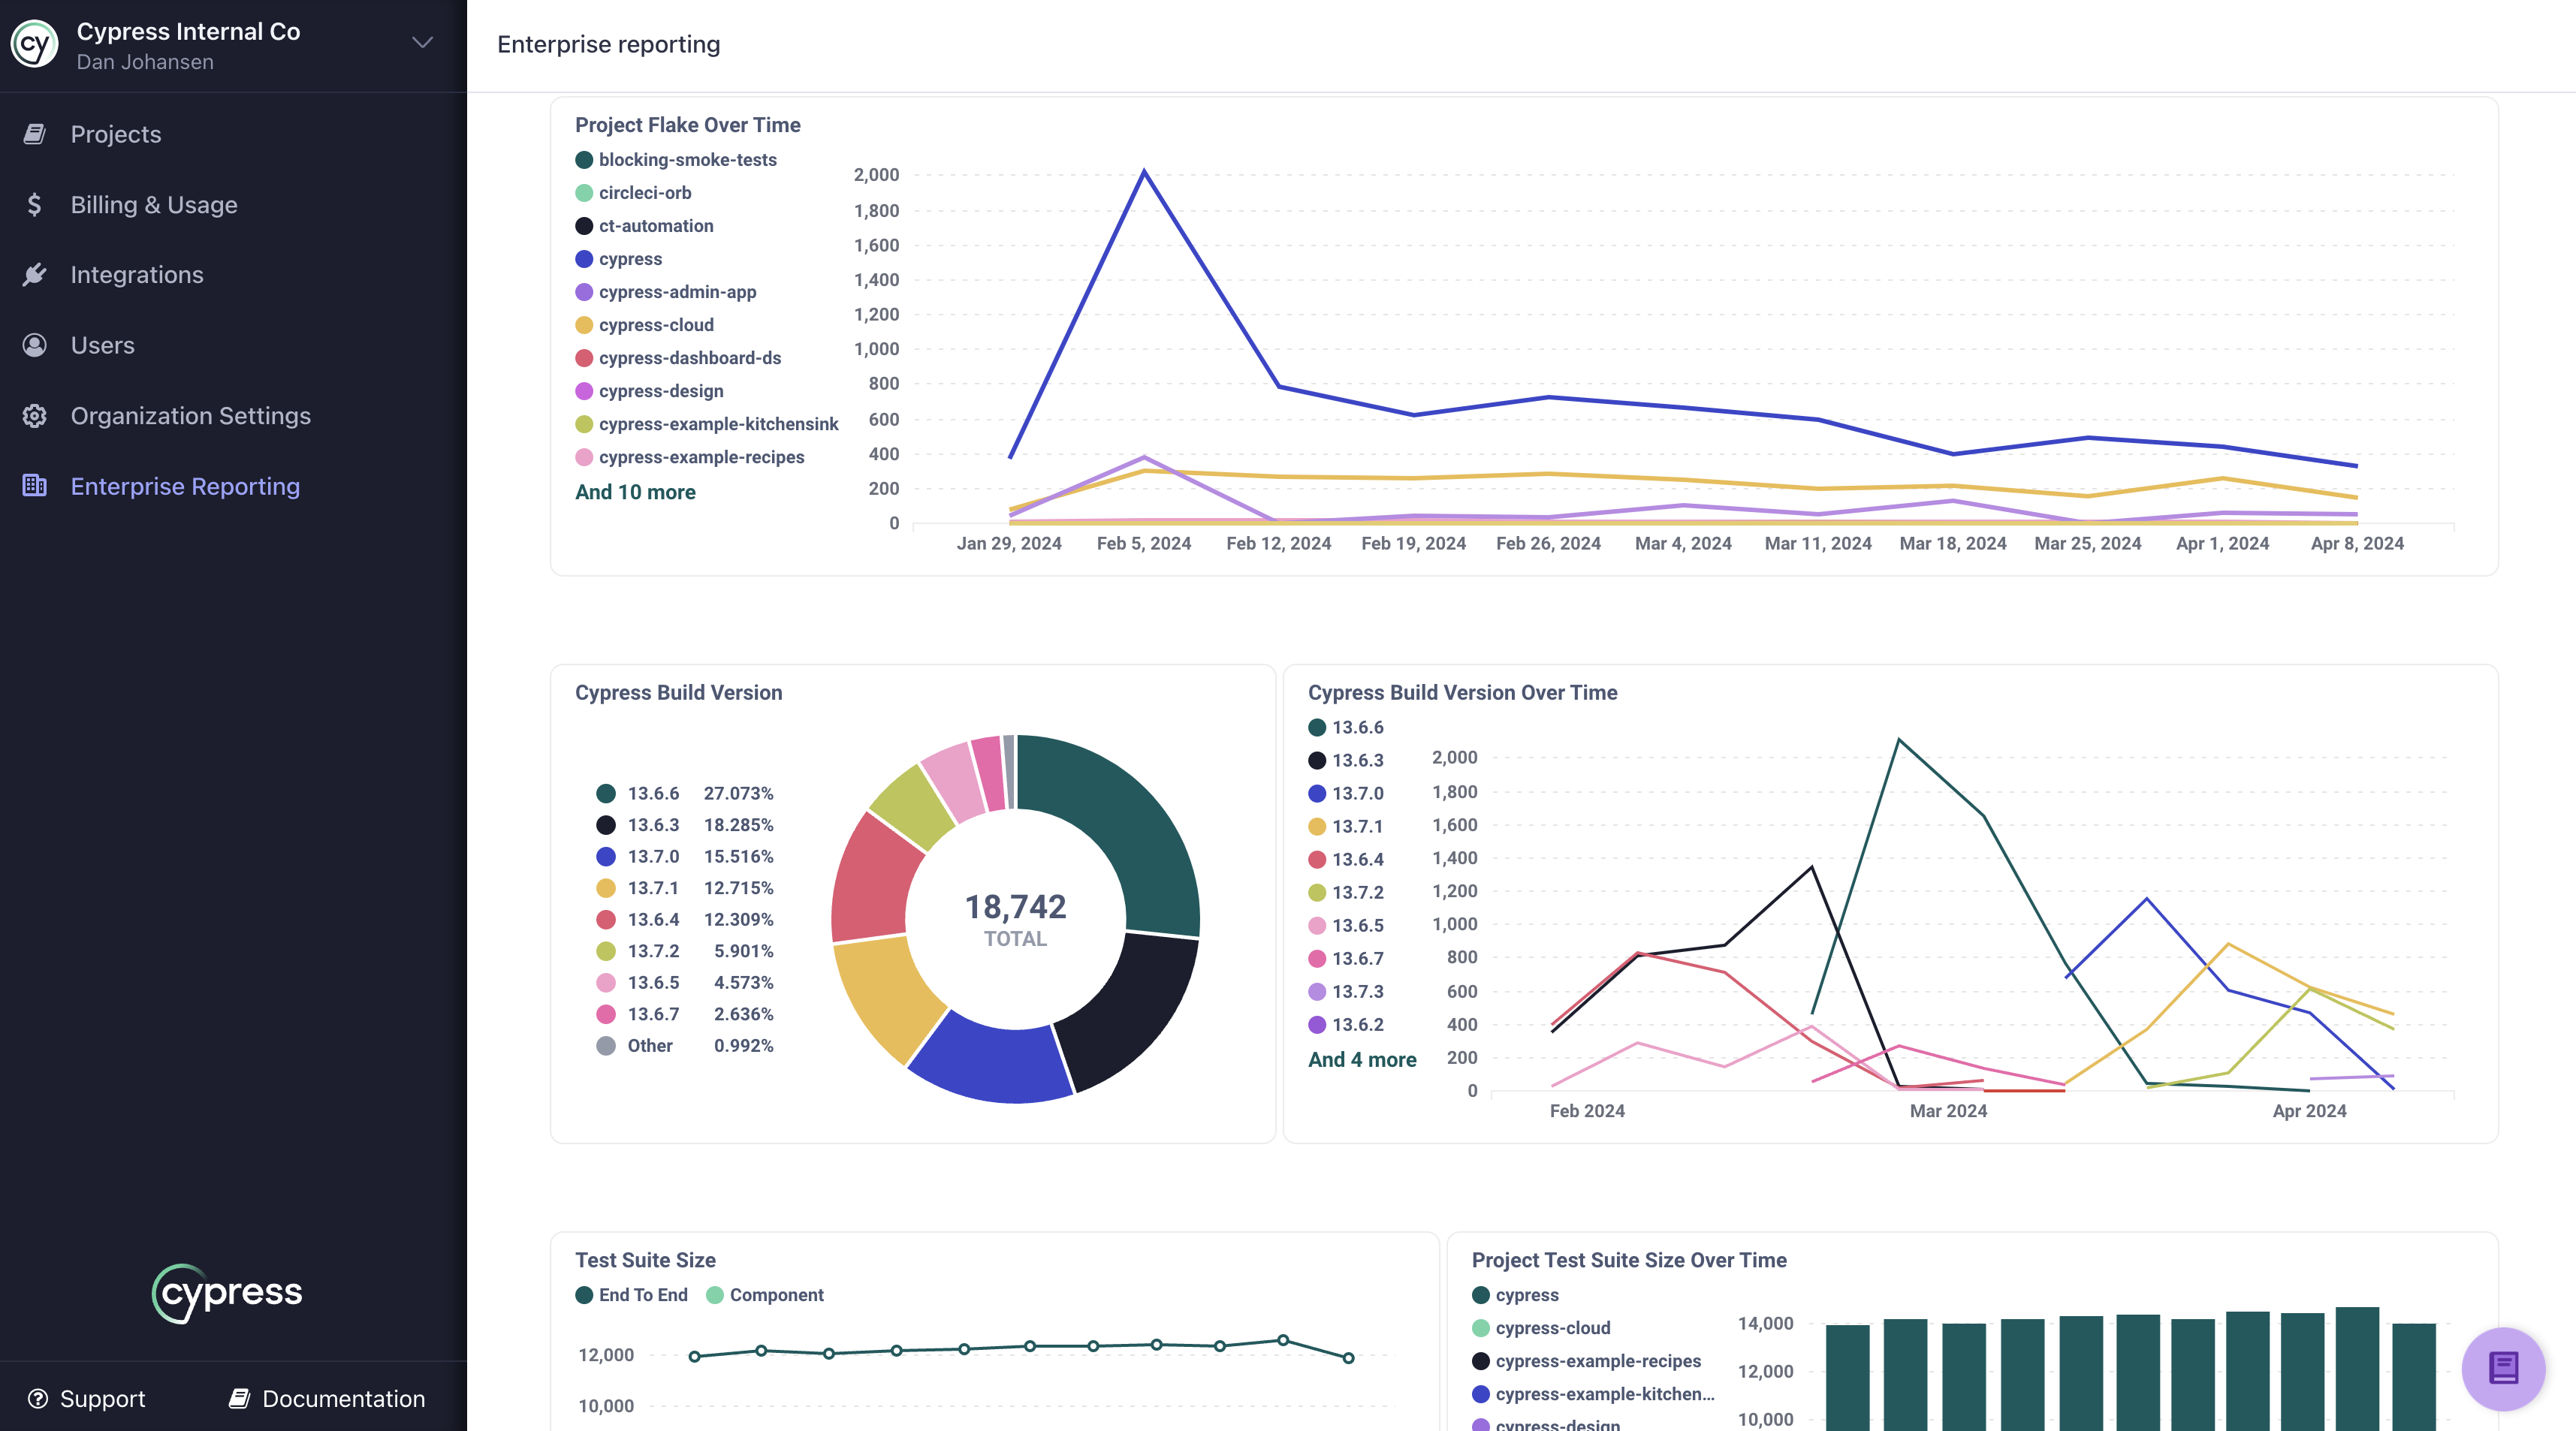 Cypress Internal Co
Dan Johansen
Projects
Billing & Usage
Integrations
Users
Organization Settings
Enterprise Reporting
cypress
Support
Documentation
Enterprise reporting
Project Flake Over Time
blocking-smoke-tests
circleci-orb
ct-automation
cypress
cypress-admin-app
cypress-cloud
cypress-dashboard-ds
cypress-design
cypress-example-kitchensink
cypress-example-recipes
And 10 more
2,000
1,800
1,600
1,400
1,200
1,000
800
600
400
200
0
Jan 29, 2024 Feb 5, 2024 Feb 12, 2024 Feb 19, 2024 Feb 26, 2024 Mar 4, 2024 Mar 11, 2024 Mar 18, 2024 Mar 25, 2024 Apr 1, 2024 Apr 8, 2024
Cypress Build Version
13.6.6 27.073%
13.6.3 18.285%
13.7.0 15.516%
13.7.1 12.715%
13.6.4 12.309%
13.7.2 5.901%
13.6.5 4.573%
13.6.7 2.636%
Other 0.992%
18,742
TOTAL
Cypress Build Version Over Time
13.6.6
13.6.3
13.7.0
13.7.1
13.6.4
13.7.2
13.6.5
13.6.7
13.7.3
13.6.2
And 4 more
2,000
1,800
1,600
1,400
1,200
1,000
800
600
400
200
0
Feb 2024 Mar 2024 Apr 2024
Test Suite Size
End To End Component
12,000
10,000
Project Test Suite Size Over Time
cypress
cypress-cloud
cypress-example-recipes
cypress-example-kitchen...
cypress-design
14,000
12,000
10,000
cy